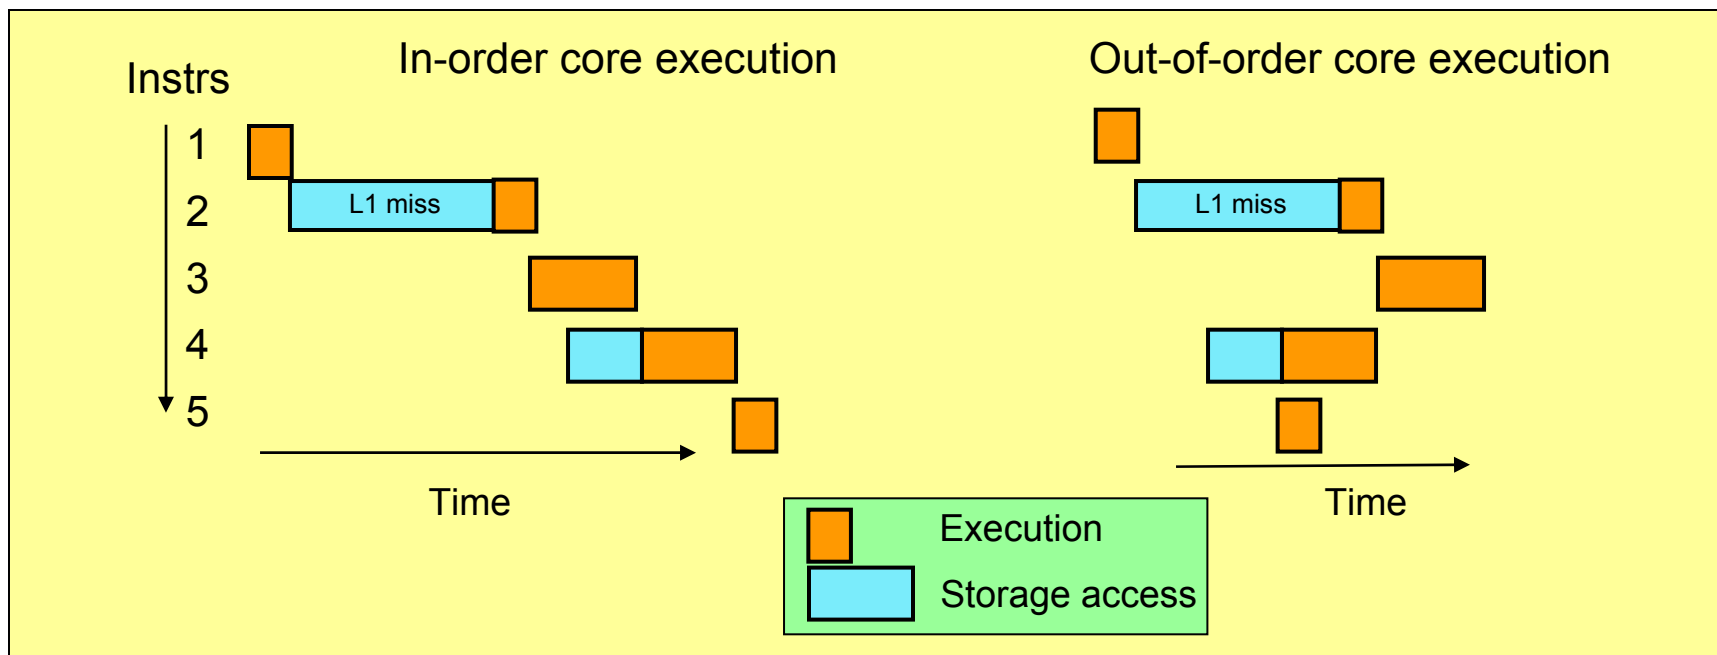 In-order core execution
Out-of-order core execution
Instrs
1
2
3
4
5
L1 miss
L1 miss
Time
Time
Execution
Storage access